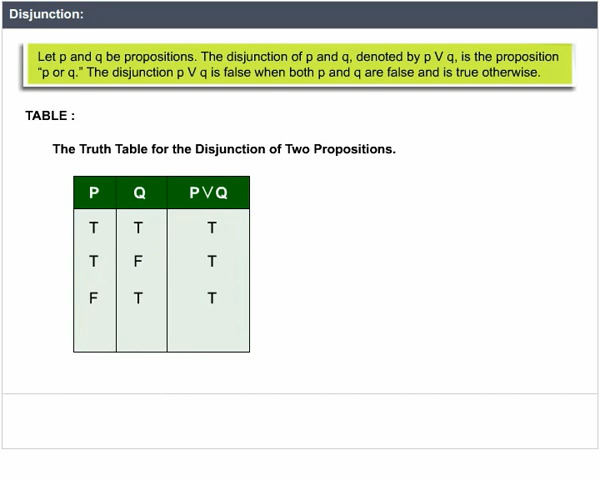 Disjunction:
Let p and q be propositions. The disjunction of p and q, denoted by p V q, is the proposition
“p or q.” The disjunction p V q is false when both p and q are false and is true otherwise.
TABLE :
The Truth Table for the Disjunction of Two Propositions.
P Q P∨Q
T T T
T F T
F T T